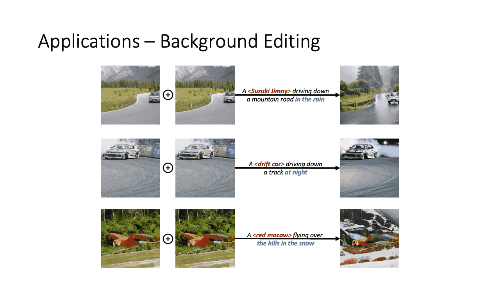 Applications – Background Editing
A <Suzuki Jimny> driving down
a mountain road in the rain
A <drift car> driving down
a track at night
A <red macaw> flying over
the hills in the snow